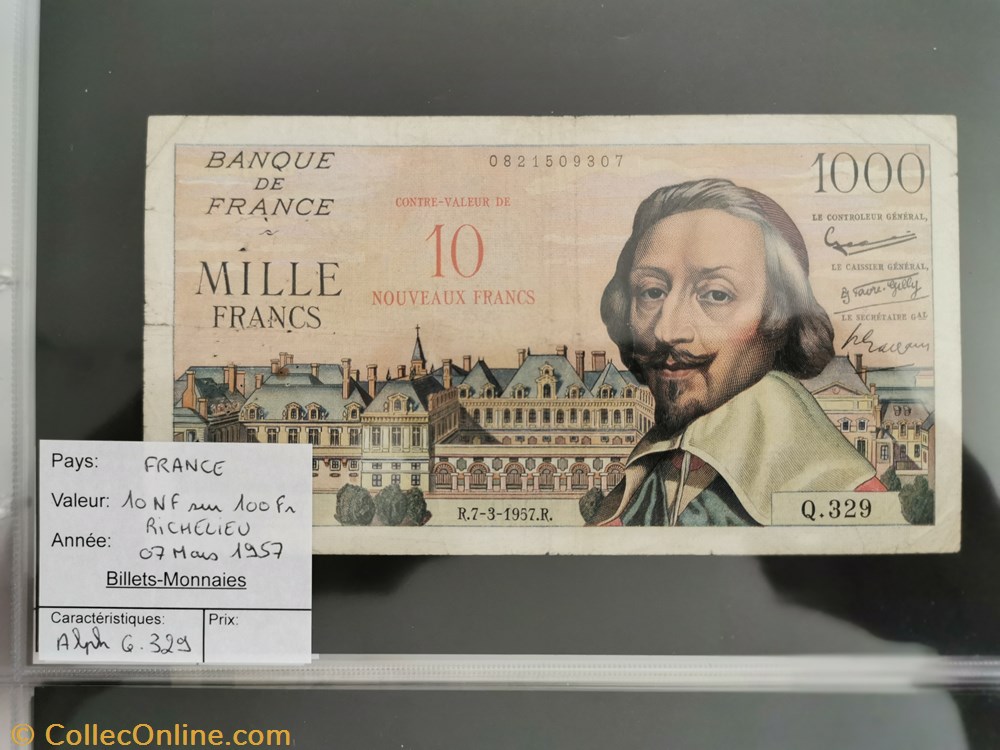 BANQUE
DE
FRANCE
0821509307
1000
CONTRE-VALEUR DE
10
NOUVEAUX FRANCS
MILLE
FRANCS
LE CONTROLEUR GÉNÉRAL,
LE CAISSIER GÉNÉRAL,
Favre-Gilly
LE SECRÉTAIRE GAL
R.7-3-1957.R.
Q.329
Pays: FRANCE
Valeur: 10 NF sur 100 Fr
RICHELIEU
Année: 07 Mars 1957
Billets-Monnaies
Caractéristiques: Prix:
Alph G.329
© CollecOnline.com